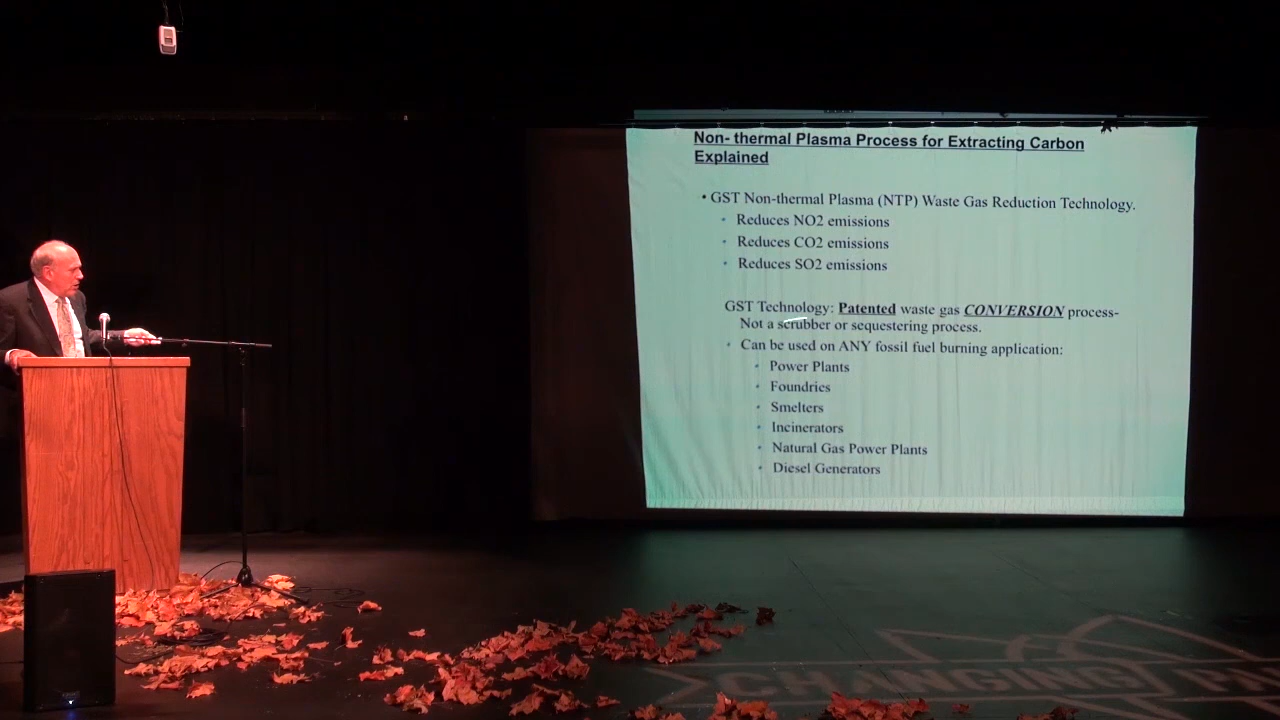 Non- thermal Plasma Process for Extracting Carbon
Explained
• GST Non-thermal Plasma (NTP) Waste Gas Reduction Technology.
• Reduces NO2 emissions
• Reduces CO2 emissions
• Reduces SO2 emissions
GST Technology: Patented waste gas CONVERSION process-
Not a scrubber or sequestering process.
• Can be used on ANY fossil fuel burning application:
• Power Plants
• Foundries
• Smelters
• Incinerators
• Natural Gas Power Plants
• Diesel Generators
CHANGING